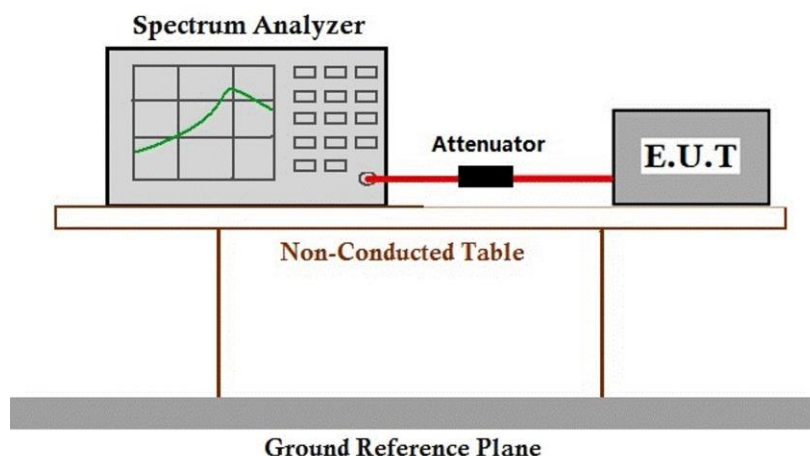 Spectrum Analyzer
Attenuator
E.U.T
Non-Conducted Table
Ground Reference Plane